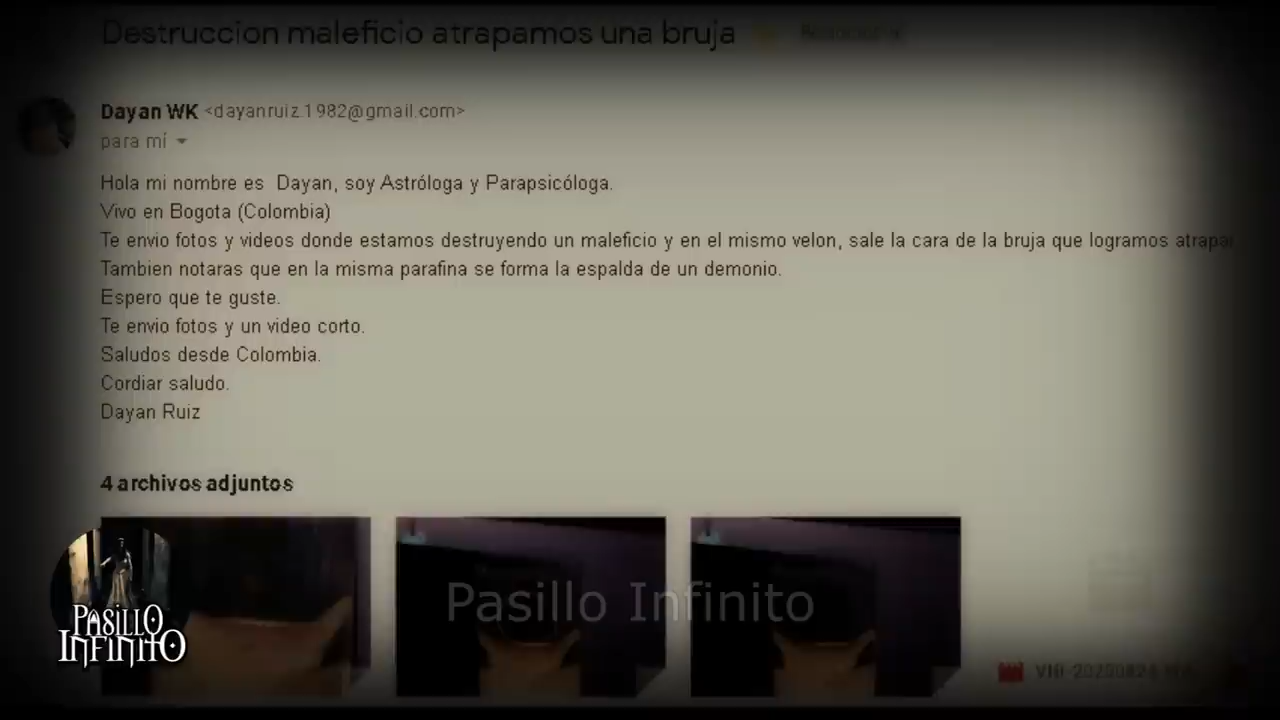 Destruccion maleficio atrapamos una bruja
Dayan WK <dayanruiz.1982@gmail.com>
para mí
Hola mi nombre es Dayan, soy Astróloga y Parapsicóloga.
Vivo en Bogota (Colombia)
Te envio fotos y videos donde estamos destruyendo un maleficio y en el mismo velon, sale la cara de la bruja que logramos atrapar
Tambien notaras que en la misma parafina se forma la espalda de un demonio.
Espero que te guste.
Te envio fotos y un video corto.
Saludos desde Colombia.
Cordiar saludo.
Dayan Ruiz
4 archivos adjuntos
Pasillo Infinito
PASILLO
INFINITO